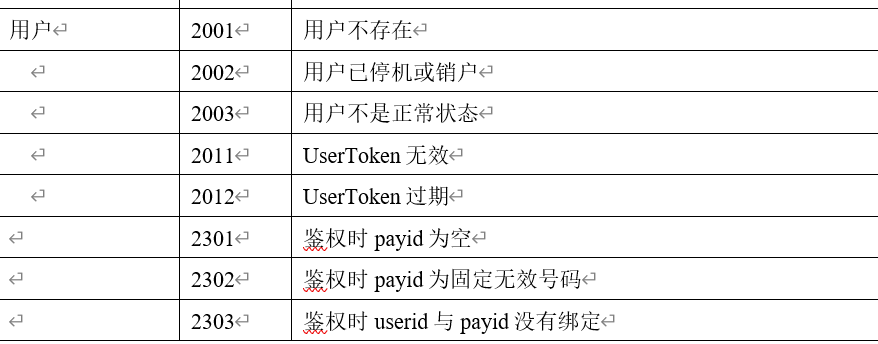 用户 2001 用户不存在
2002 用户已停机或销户
2003 用户不是正常状态
2011 UserToken 无效
2012 UserToken 过期
2301 鉴权时 payid 为空
2302 鉴权时 payid 为固定无效号码
2303 鉴权时 userid 与 payid 没有绑定